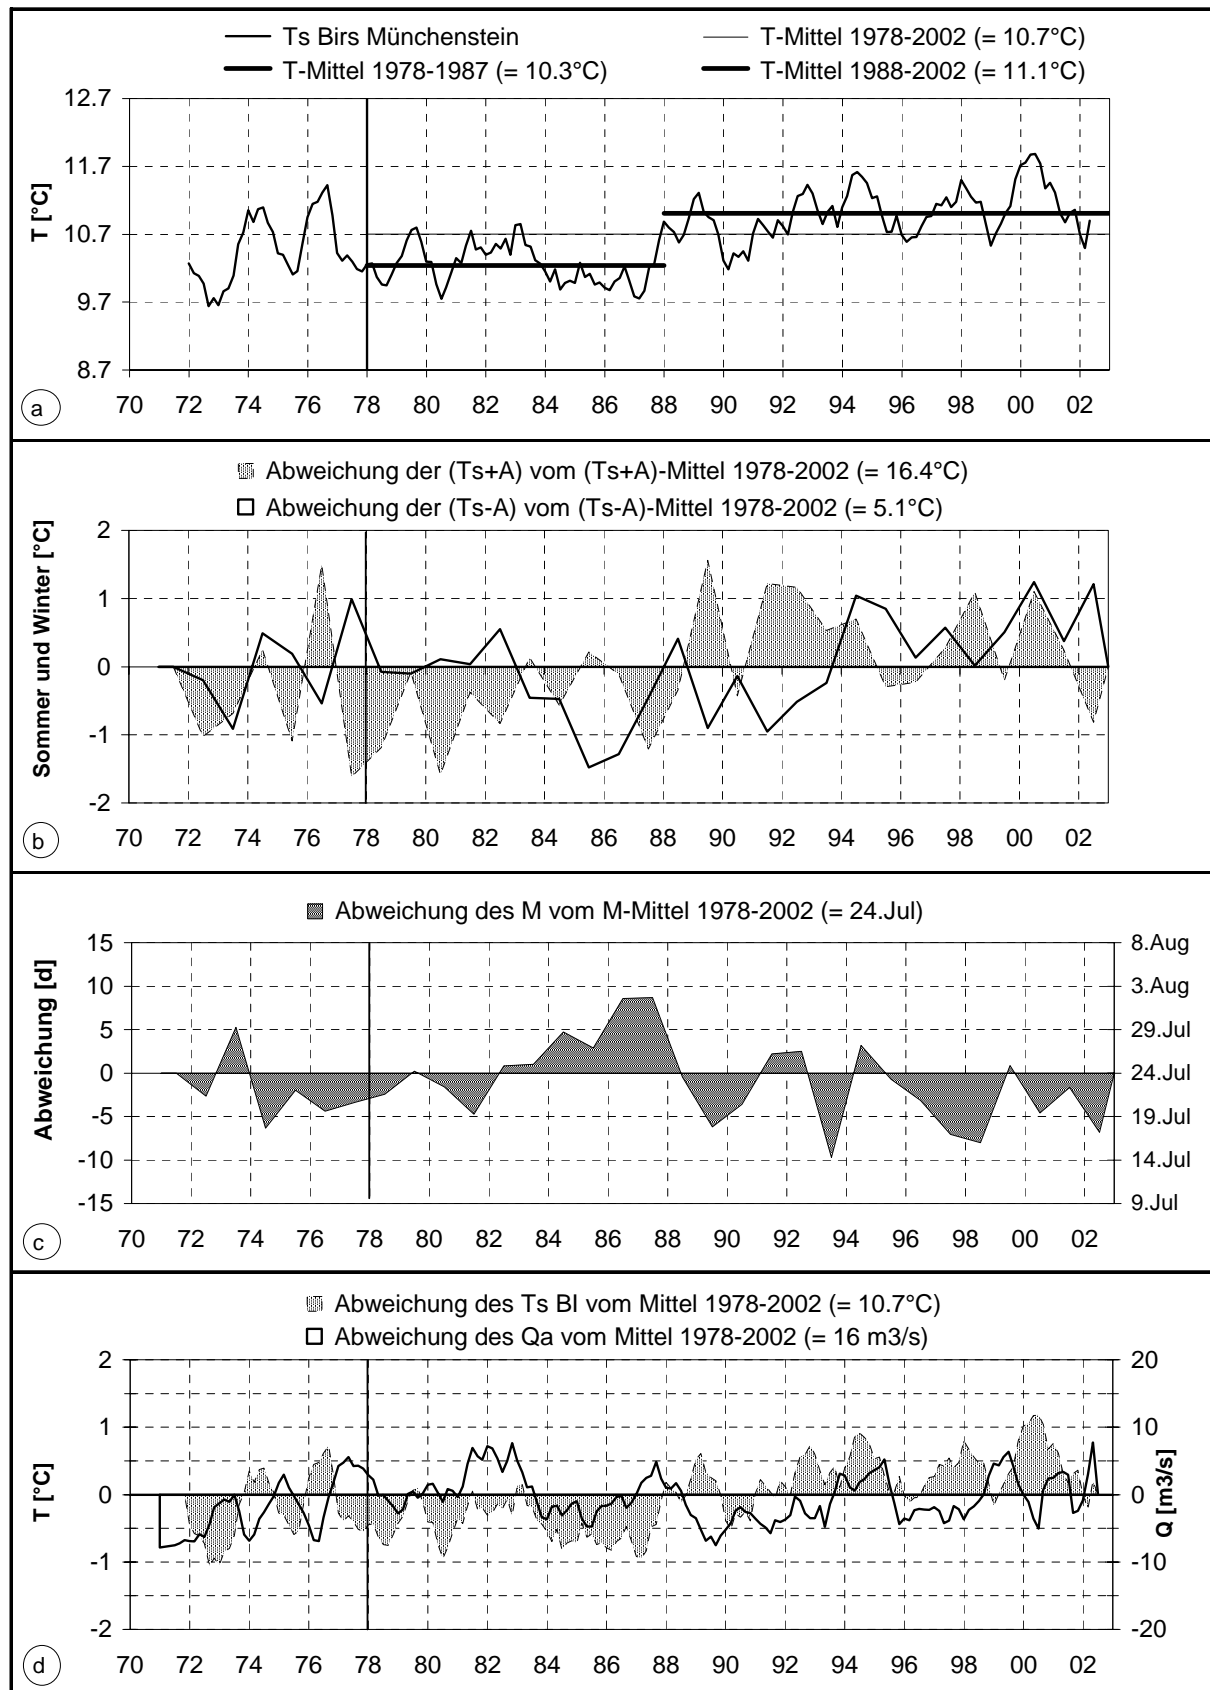 Ts Birs Münchenstein T-Mittel 1978-2002 (= 10.7°C)
T-Mittel 1978-1987 (= 10.3°C) T-Mittel 1988-2002 (= 11.1°C)
T [°C]
12.7
11.7
10.7
9.7
8.7
70 72 74 76 78 80 82 84 86 88 90 92 94 96 98 00 02
a
Abweichung der (Ts+A) vom (Ts+A)-Mittel 1978-2002 (= 16.4°C)
Abweichung der (Ts-A) vom (Ts-A)-Mittel 1978-2002 (= 5.1°C)
Sommer und Winter [°C]
2
1
0
-1
-2
70 72 74 76 78 80 82 84 86 88 90 92 94 96 98 00 02
b
Abweichung des M vom M-Mittel 1978-2002 (= 24.Jul)
Abweichung [d]
15 8.Aug
10 3.Aug
5 29.Jul
0 24.Jul
-5 19.Jul
-10 14.Jul
-15 9.Jul
70 72 74 76 78 80 82 84 86 88 90 92 94 96 98 00 02
c
Abweichung des Ts BI vom Mittel 1978-2002 (= 10.7°C)
Abweichung des Qa vom Mittel 1978-2002 (= 16 m3/s)
T [°C]
Q [m3/s]
2 20
1 10
0 0
-1 -10
-2 -20
70 72 74 76 78 80 82 84 86 88 90 92 94 96 98 00 02
d